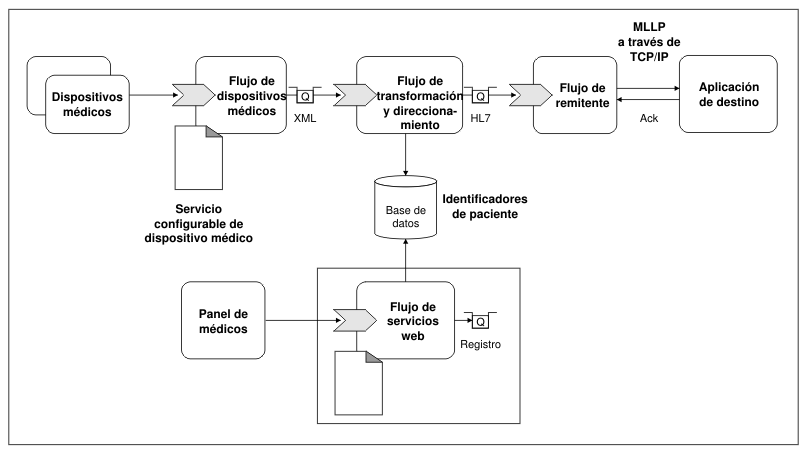 MLLP
a través de
TCP/IP
Dispositivos
médicos
Flujo de
dispositivos
médicos
Q
XML
Flujo de
transformación
y direcciona-
miento
Q
HL7
Flujo de
remitente
Ack
Aplicación
de destino
Servicio
configurable de
dispositivo médico
Base de
datos
Identificadores
de paciente
Panel de
médicos
Flujo de
servicios
web
Q
Registro